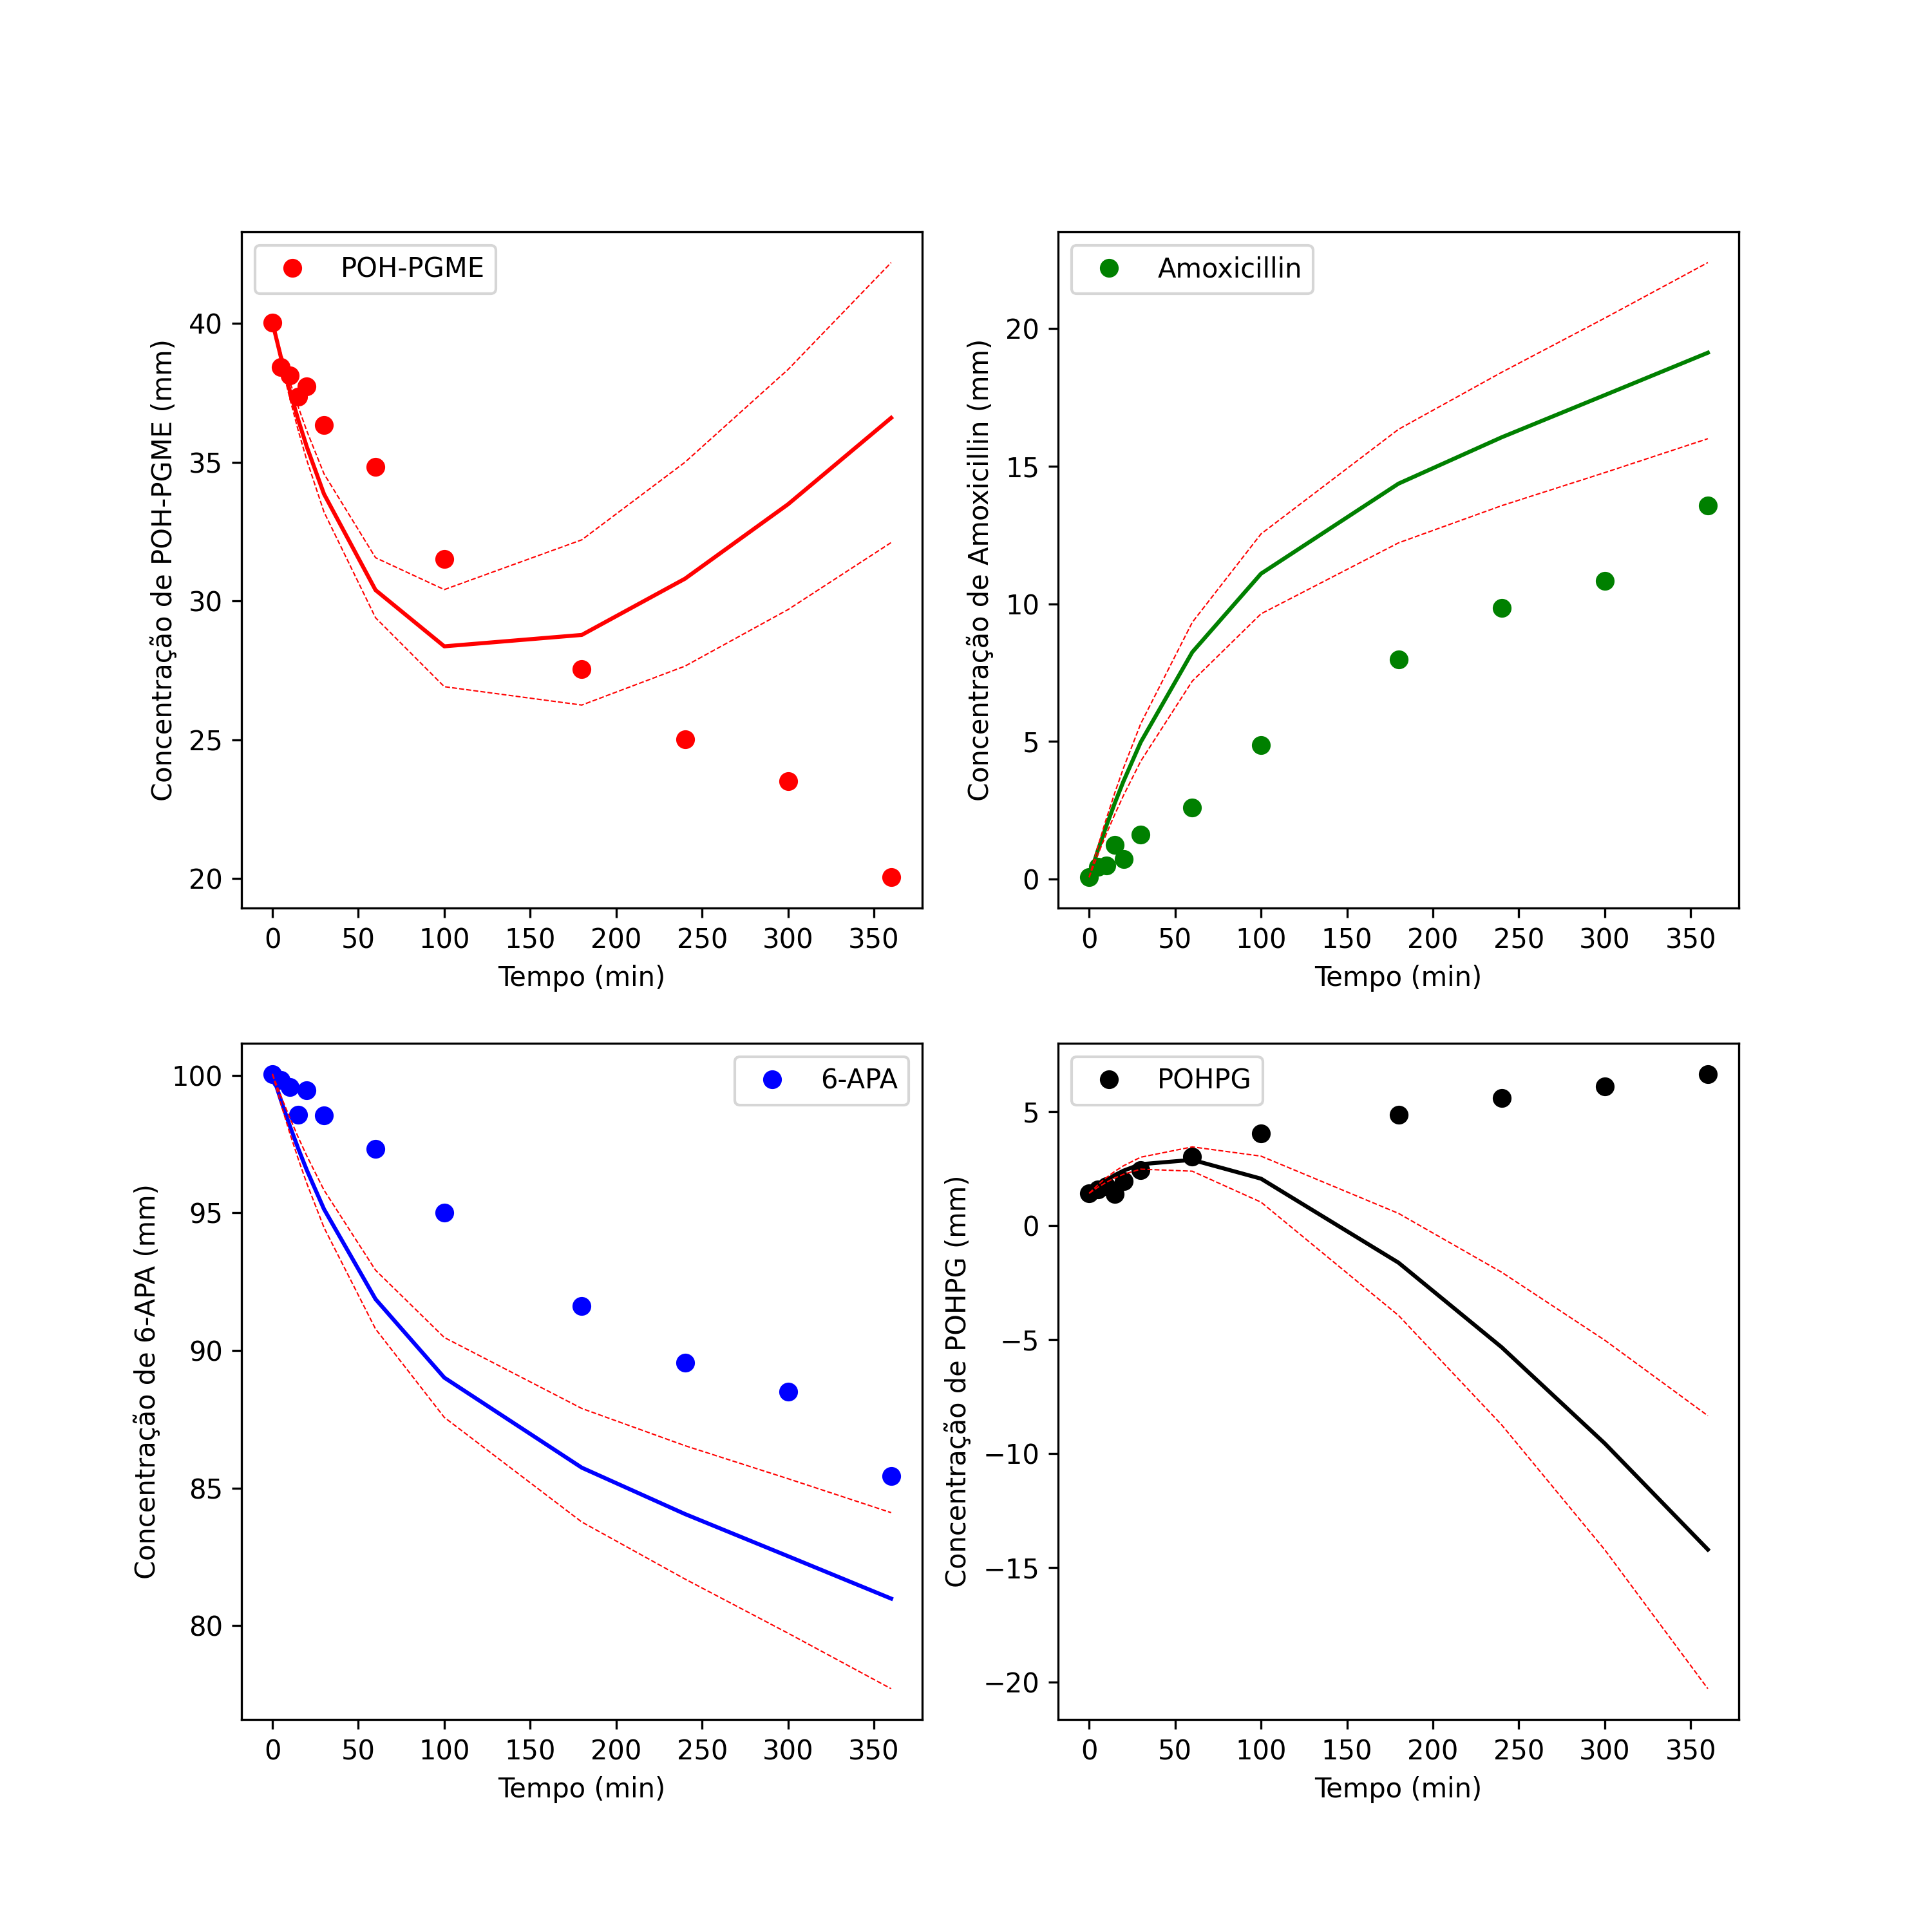 POH-PGME
Concentração de POH-PGME (mm)
40
35
30
25
20
0 50 100 150 200 250 300 350
Tempo (min)
Amoxicillin
Concentração de Amoxicillin (mm)
20
15
10
5
0
0 50 100 150 200 250 300 350
Tempo (min)
6-APA
Concentração de 6-APA (mm)
100
95
90
85
80
0 50 100 150 200 250 300 350
Tempo (min)
POHPG
Concentração de POHPG (mm)
5
0
−5
−10
−15
−20
0 50 100 150 200 250 300 350
Tempo (min)